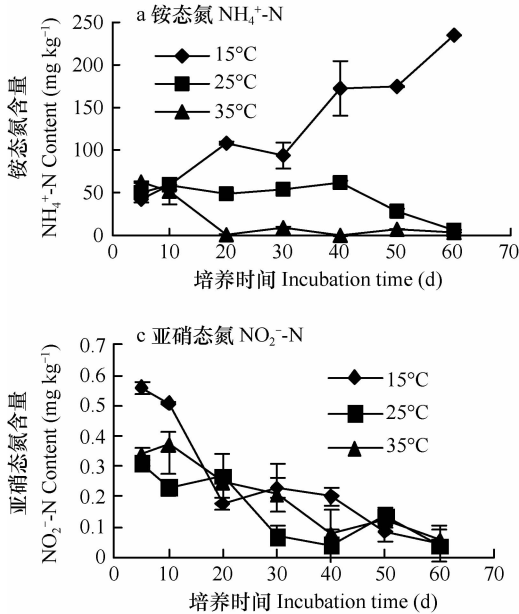 a 铵态氮 NH₄⁺-N
15°C
25°C
35°C
250
200
150
100
50
0
铵态氮含量
NH₄⁺-N Content (mg kg⁻¹)
0 10 20 30 40 50 60 70
培养时间 Incubation time (d)
c 亚硝态氮 NO₂⁻-N
15°C
25°C
35°C
0.7
0.6
0.5
0.4
0.3
0.2
0.1
0
亚硝态氮含量
NO₂⁻-N Content (mg kg⁻¹)
0 10 20 30 40 50 60 70
培养时间 Incubation time (d)